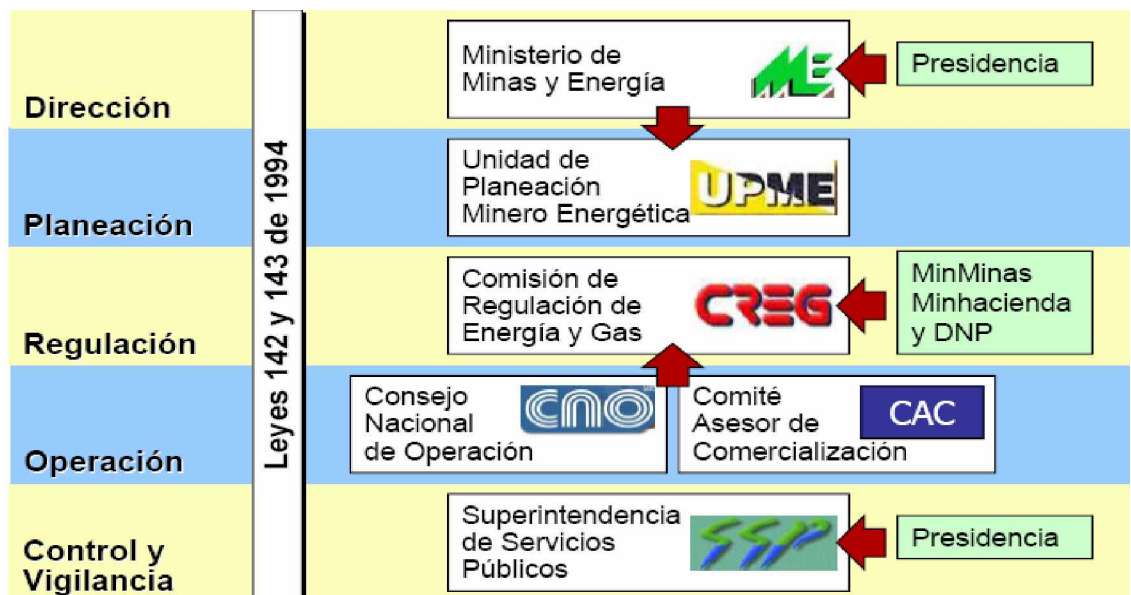 Dirección
Planeación
Regulación
Operación
Control y
Vigilancia
Leyes 142 y 143 de 1994
Ministerio de
Minas y Energía
ME
Presidencia
Unidad de
Planeación
Minero Energética
UPME
Comisión de
Regulación de
Energía y Gas
CREG
MinMinas
Minhacienda
y DNP
Consejo
Nacional
de Operación
CNO
Comité
Asesor de
Comercialización
CAC
Superintendencia
de Servicios
Públicos
SSP
Presidencia